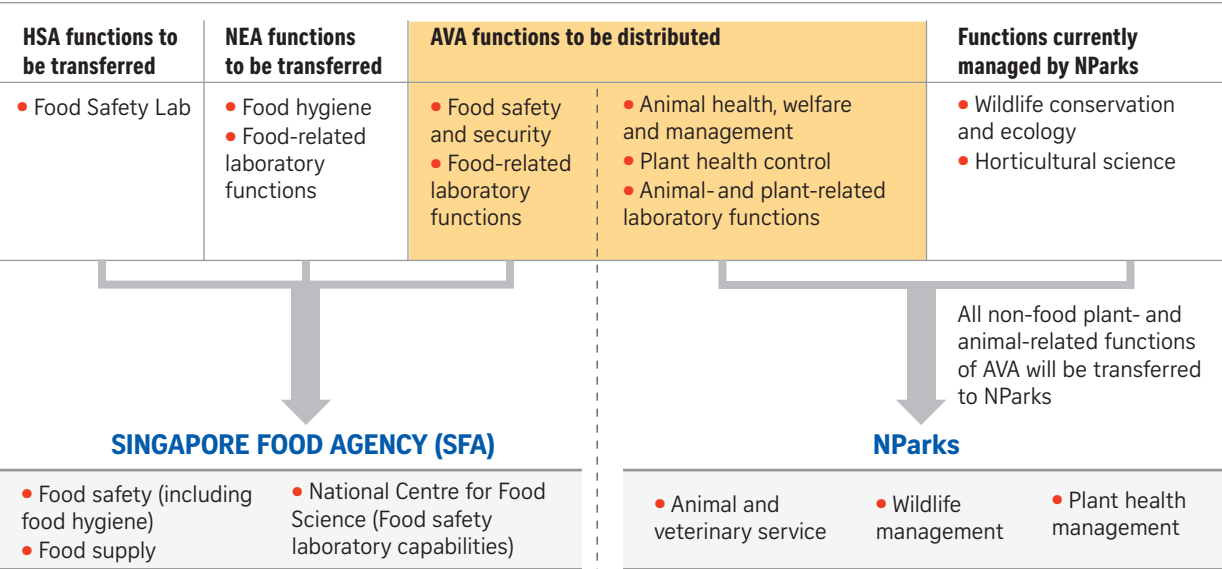 HSA functions to
be transferred
• Food Safety Lab
NEA functions
to be transferred
• Food hygiene
• Food-related
laboratory
functions
AVA functions to be distributed
• Food safety
and security
• Food-related
laboratory
functions
• Animal health, welfare
and management
• Plant health control
• Animal- and plant-related
laboratory functions
Functions currently
managed by NParks
• Wildlife conservation
and ecology
• Horticultural science
All non-food plant- and
animal-related functions
of AVA will be transferred
to NParks
SINGAPORE FOOD AGENCY (SFA)
• Food safety (including
food hygiene)
• Food supply
• National Centre for Food
Science (Food safety
laboratory capabilities)
NParks
• Animal and
veterinary service
• Wildlife
management
• Plant health
management